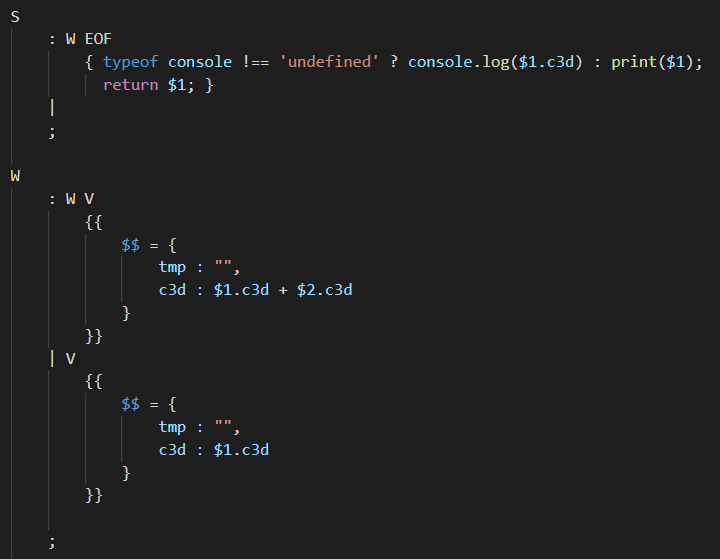 S
    : W EOF
        { typeof console !== 'undefined' ? console.log($1.c3d) : print($1);
          return $1; }
    |
    ;

W
    : W V
        {{
            $$ = {
                tmp : "",
                c3d : $1.c3d + $2.c3d
            }
        }}
    | V
        {{
            $$ = {
                tmp : "",
                c3d : $1.c3d
            }
        }}

    ;